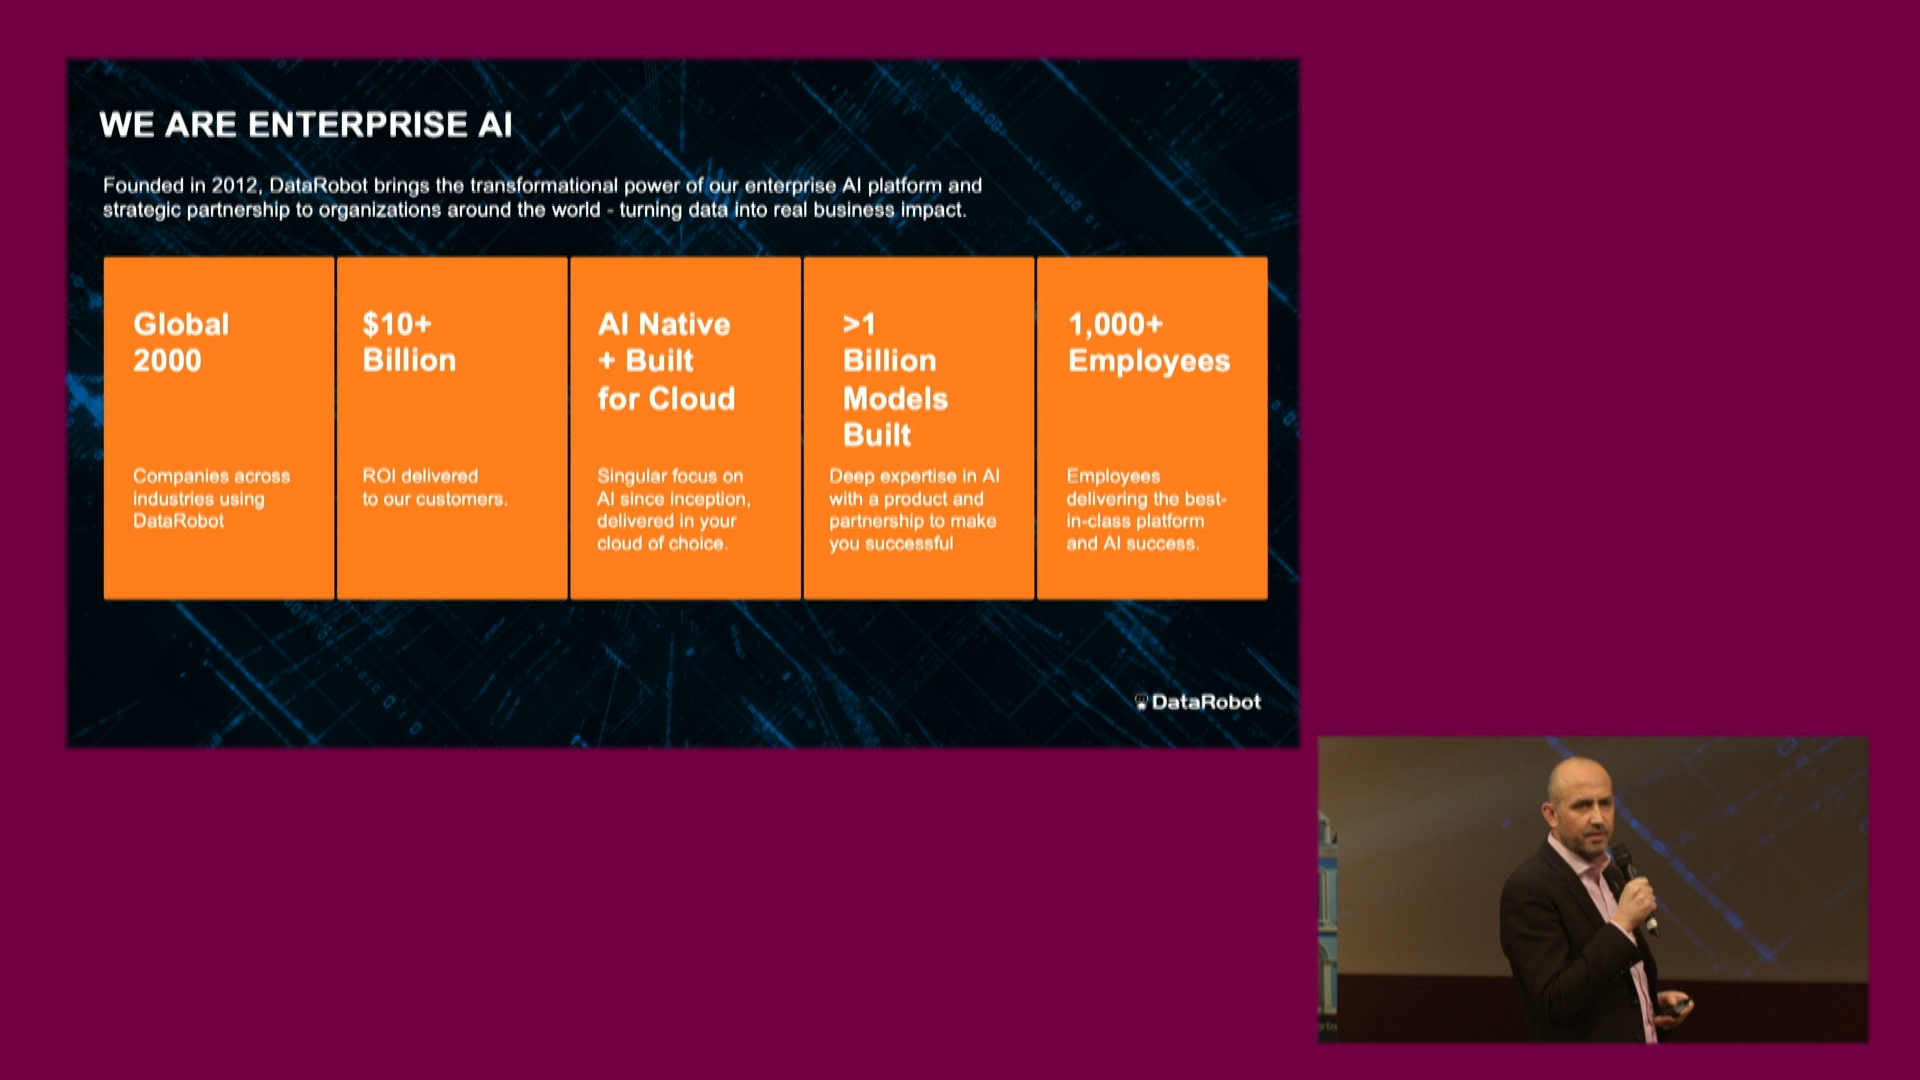 WE ARE ENTERPRISE AI
Founded in 2012, DataRobot brings the transformational power of our enterprise AI platform and
strategic partnership to organizations around the world - turning data into real business impact.
Global
2000
Companies across
industries using
DataRobot
$10+
Billion
ROI delivered
to our customers.
AI Native
+ Built
for Cloud
Singular focus on
AI since inception,
delivered in your
cloud of choice.
>1
Billion
Models
Built
Deep expertise in AI
with a product and
partnership to make
you successful
1,000+
Employees
Employees
delivering the best-
in-class platform
and AI success.
DataRobot